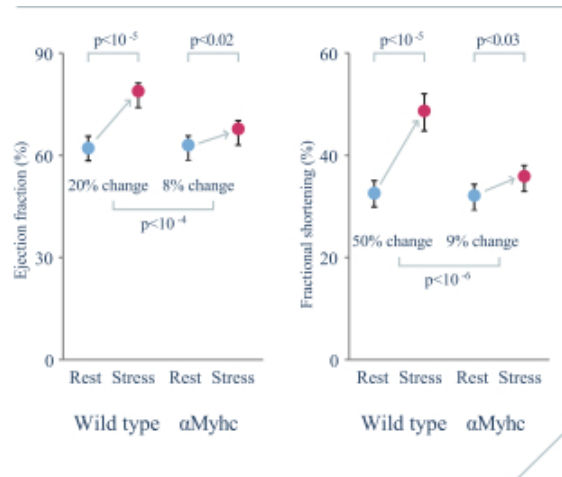 p<10⁻⁵ p<0.02
90
60
30
0
Ejection fraction (%)
20% change 8% change
p<10⁻⁴
Rest Stress Rest Stress
Wild type αMyhc
p<10⁻⁵ p<0.03
60
40
20
0
Fractional shortening (%)
50% change 9% change
p<10⁻⁶
Rest Stress Rest Stress
Wild type αMyhc